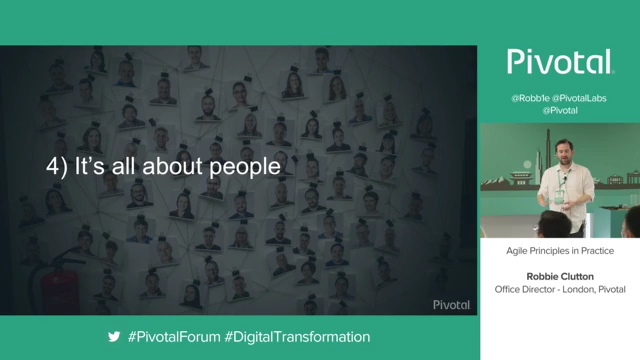 4) It's all about people
Pivotal
#PivotalForum #DigitalTransformation
Pivotal
@Robb1e @PivotalLabs
@Pivotal
Agile Principles in Practice
Robbie Clutton
Office Director - London, Pivotal